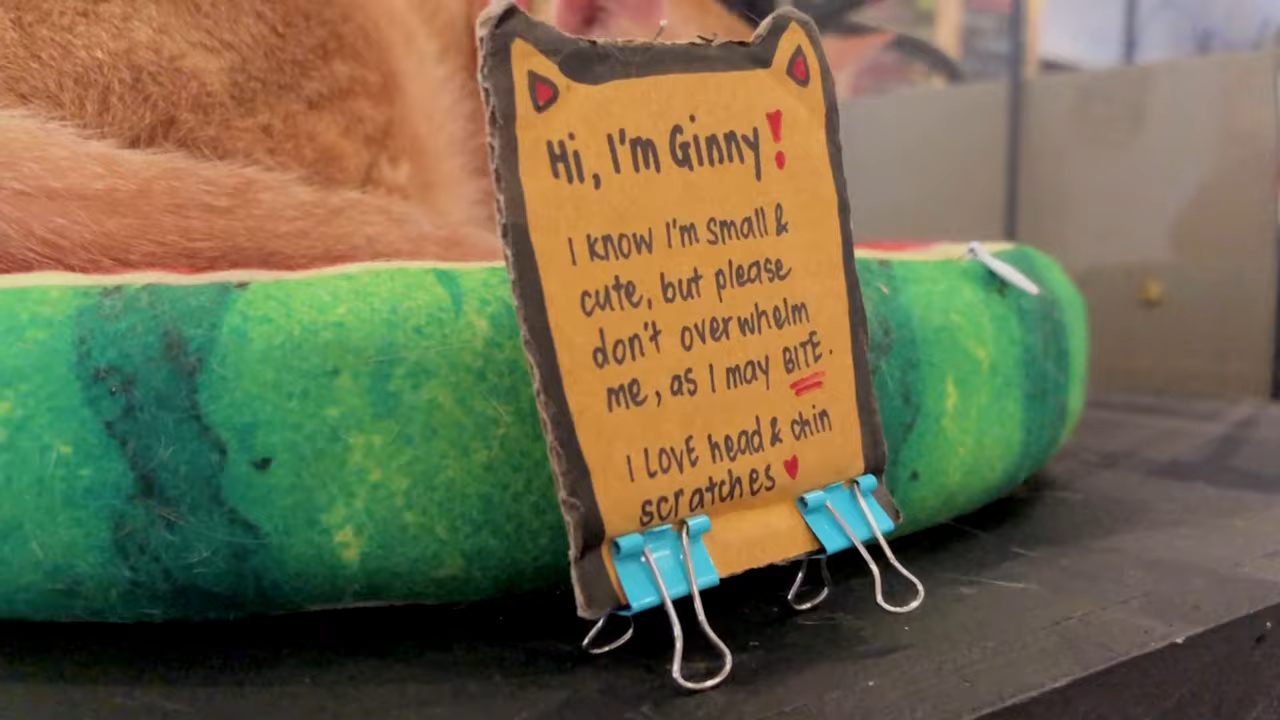 Hi, I'm Ginny!
I know I'm small &
cute, but please
don't overwhelm
me, as I may BITE.
I LOVE head & chin
scratches ♥